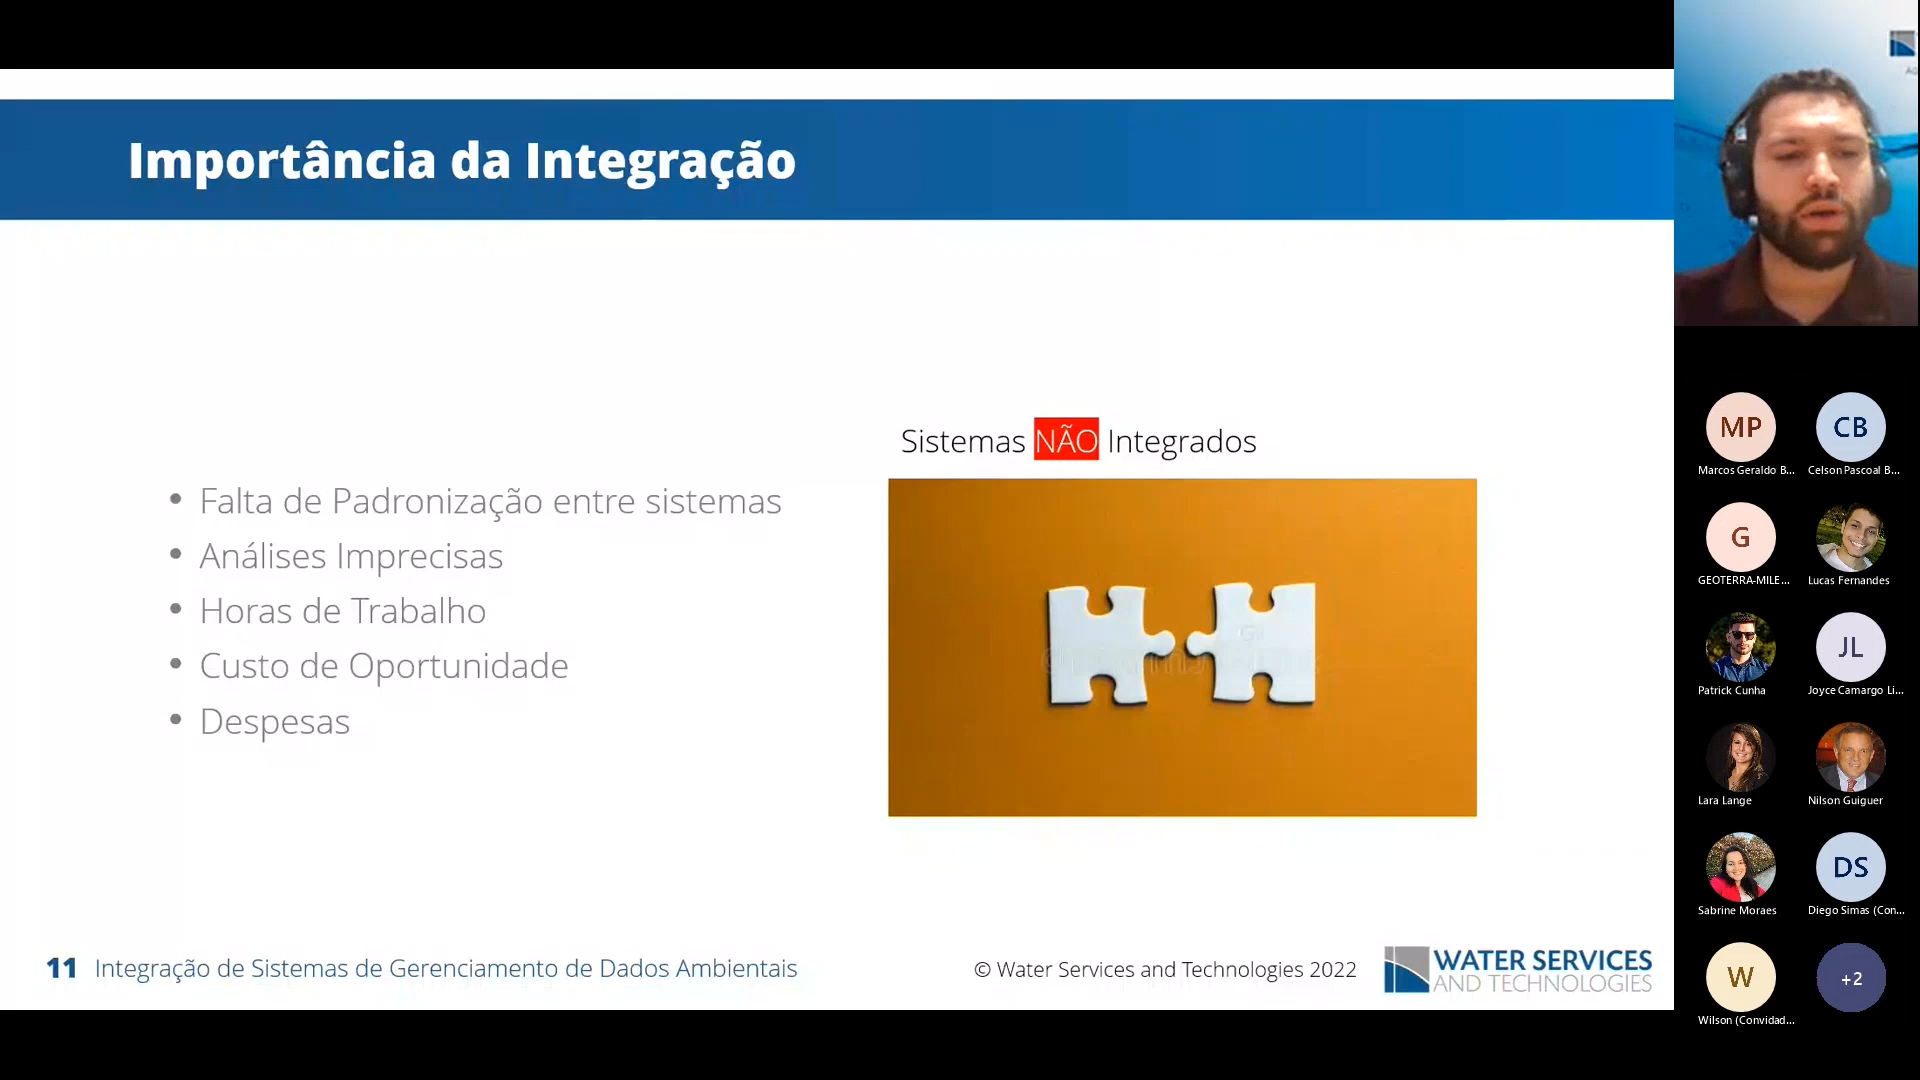 Importância da Integração
Sistemas NÃO Integrados
• Falta de Padronização entre sistemas
• Análises Imprecisas
• Horas de Trabalho
• Custo de Oportunidade
• Despesas
11 Integração de Sistemas de Gerenciamento de Dados Ambientais
© Water Services and Technologies 2022
WATER SERVICES
AND TECHNOLOGIES
MP
Marcos Geraldo B...
CB
Celson Pascoal B...
G
GEOTERRA-MILE...
Lucas Fernandes
Patrick Cunha
JL
Joyce Camargo Li...
Lara Lange
Nilson Guiguer
Sabrine Moraes
DS
Diego Simas (Con...
W
Wilson (Convidad...
+2